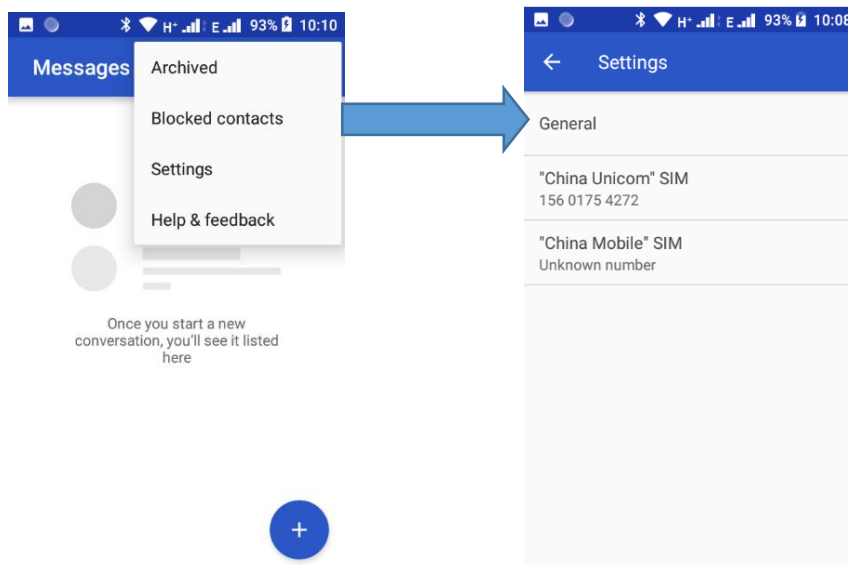 H+ E 93% 10:10
Messages
Archived
Blocked contacts
Settings
Help & feedback
Once you start a new
conversation, you'll see it listed
here
+
H+ E 93% 10:08
Settings
General
"China Unicom" SIM
156 0175 4272
"China Mobile" SIM
Unknown number